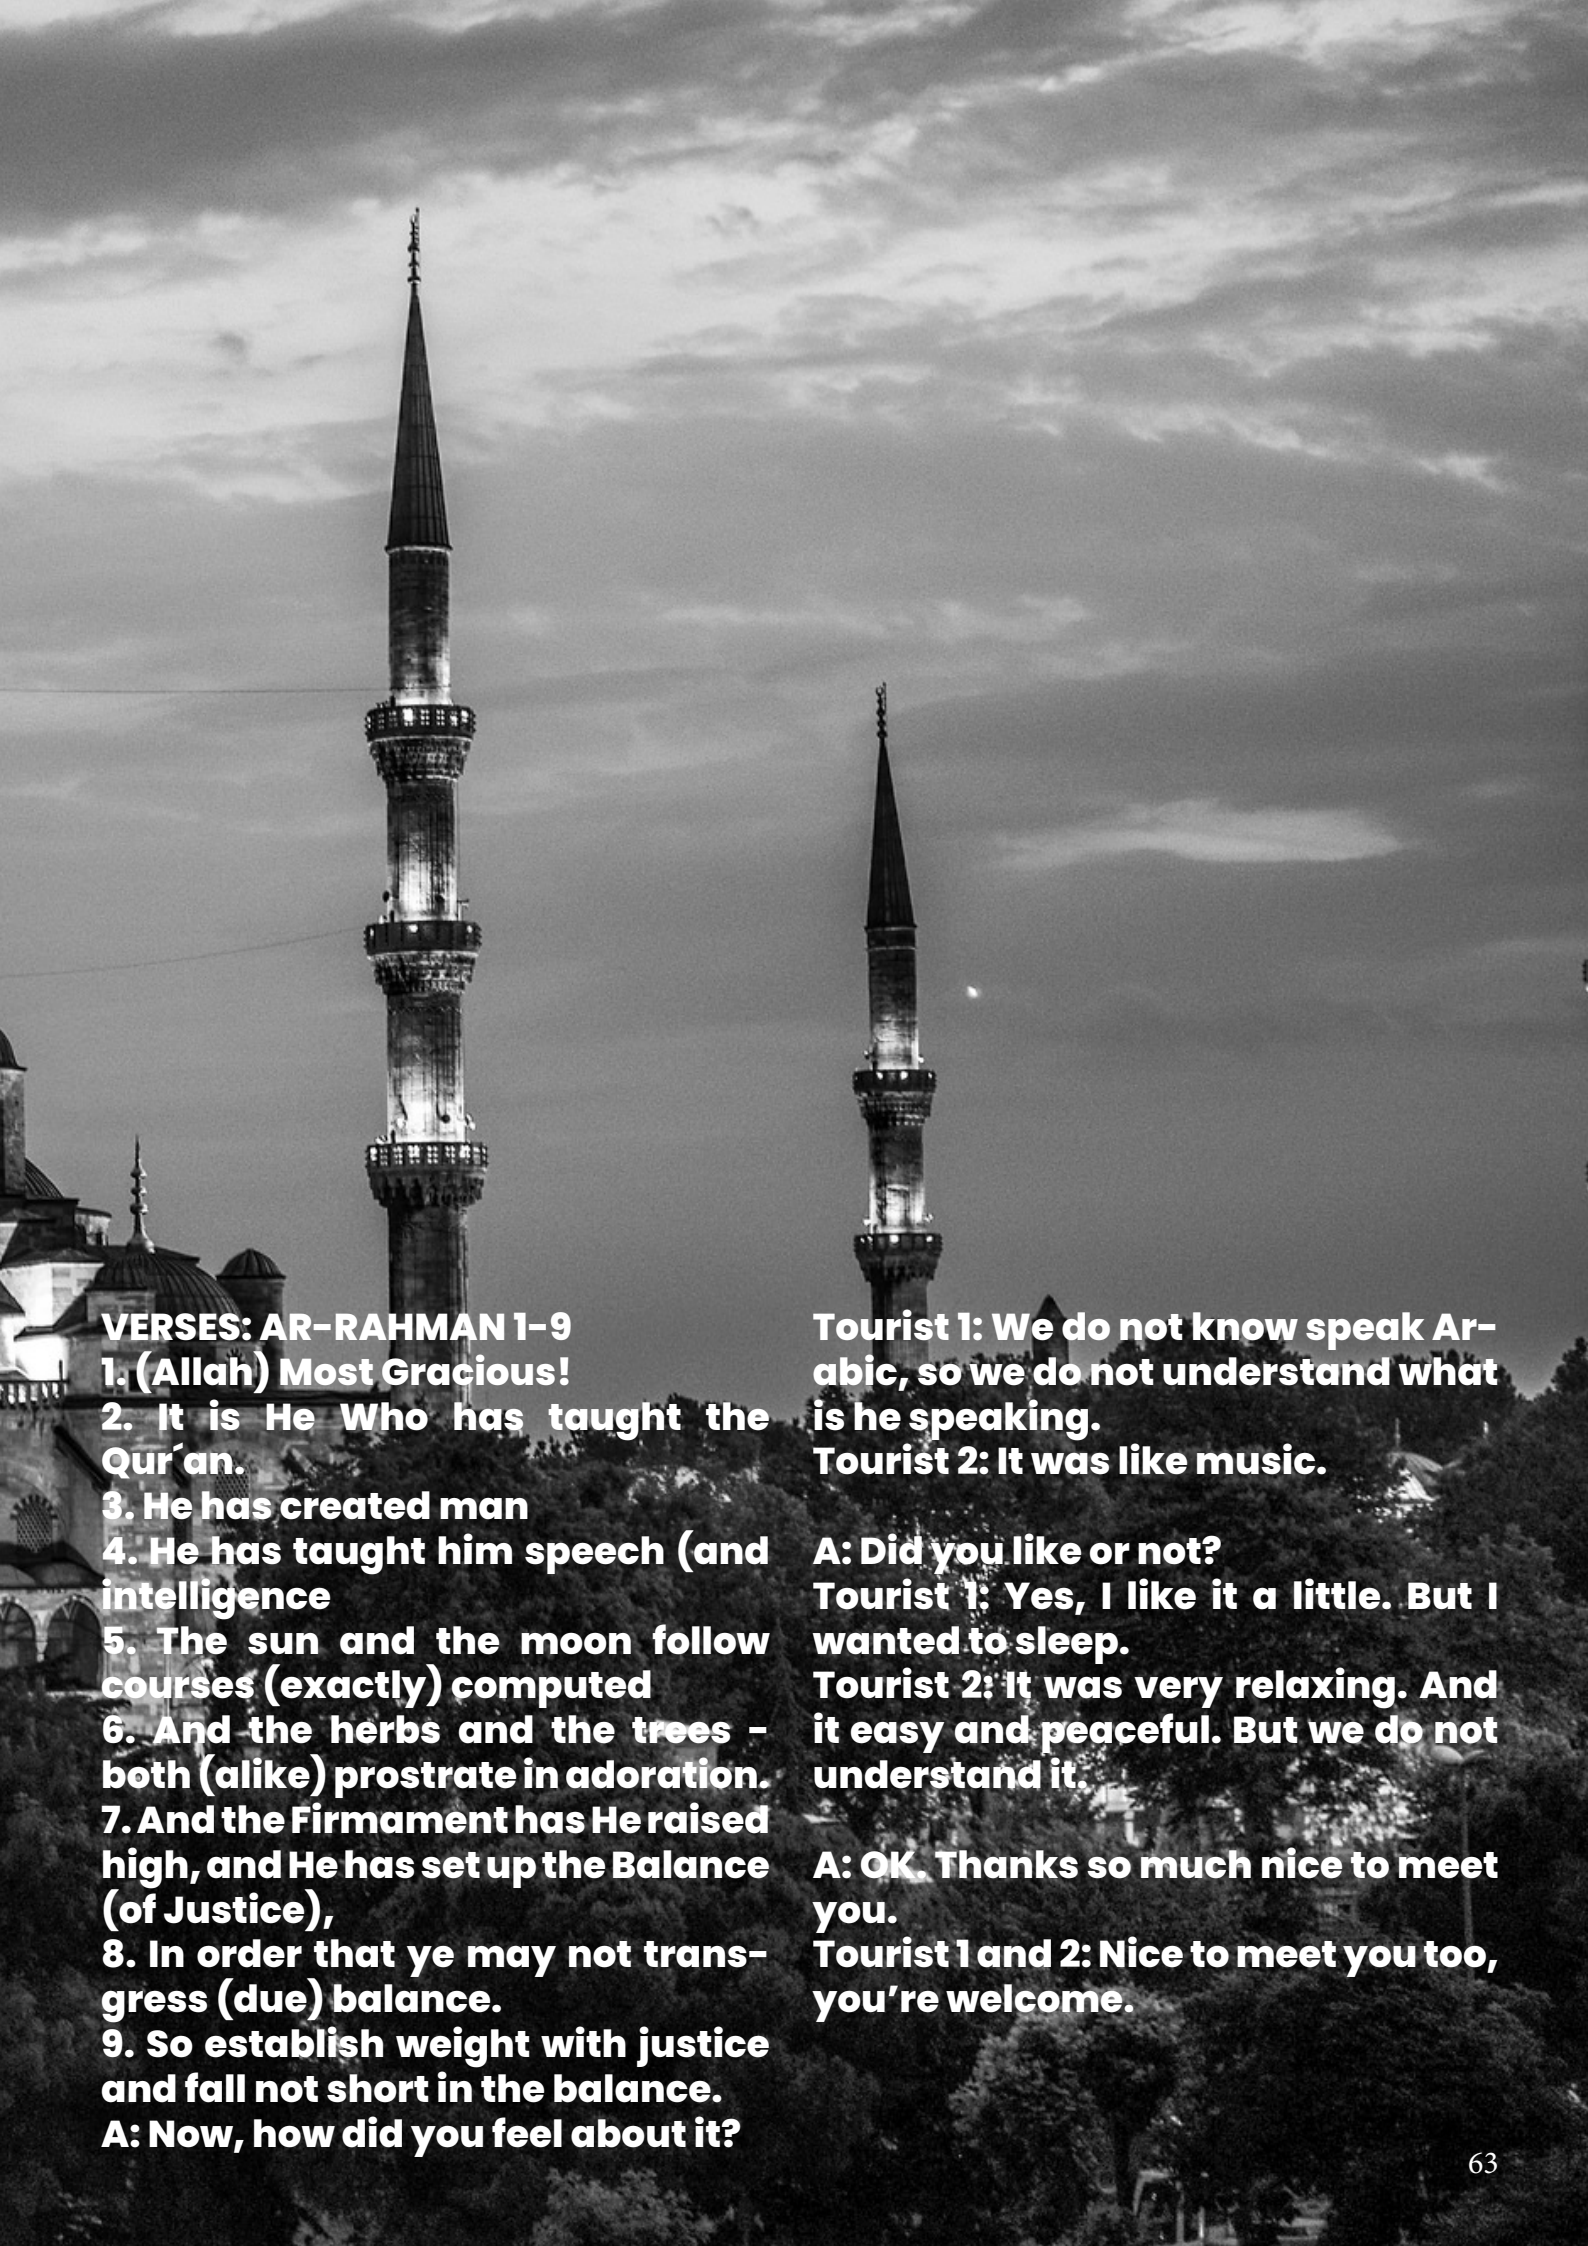 VERSES: AR-RAHMAN 1-9
1. (Allah) Most Gracious!
2. It is He Who has taught the
Qur´an.
3. He has created man
4. He has taught him speech (and
intelligence
5. The sun and the moon follow
courses (exactly) computed
6. And the herbs and the trees -
both (alike) prostrate in adoration.
7. And the Firmament has He raised
high, and He has set up the Balance
(of Justice),
8. In order that ye may not trans-
gress (due) balance.
9. So establish weight with justice
and fall not short in the balance.
A: Now, how did you feel about it?
Tourist 1: We do not know speak Ar-
abic, so we do not understand what
is he speaking.
Tourist 2: It was like music.
A: Did you like or not?
Tourist 1: Yes, I like it a little. But I
wanted to sleep.
Tourist 2: It was very relaxing. And
it easy and peaceful. But we do not
understand it.
A: OK. Thanks so much nice to meet
you.
Tourist 1 and 2: Nice to meet you too,
you’re welcome.
63